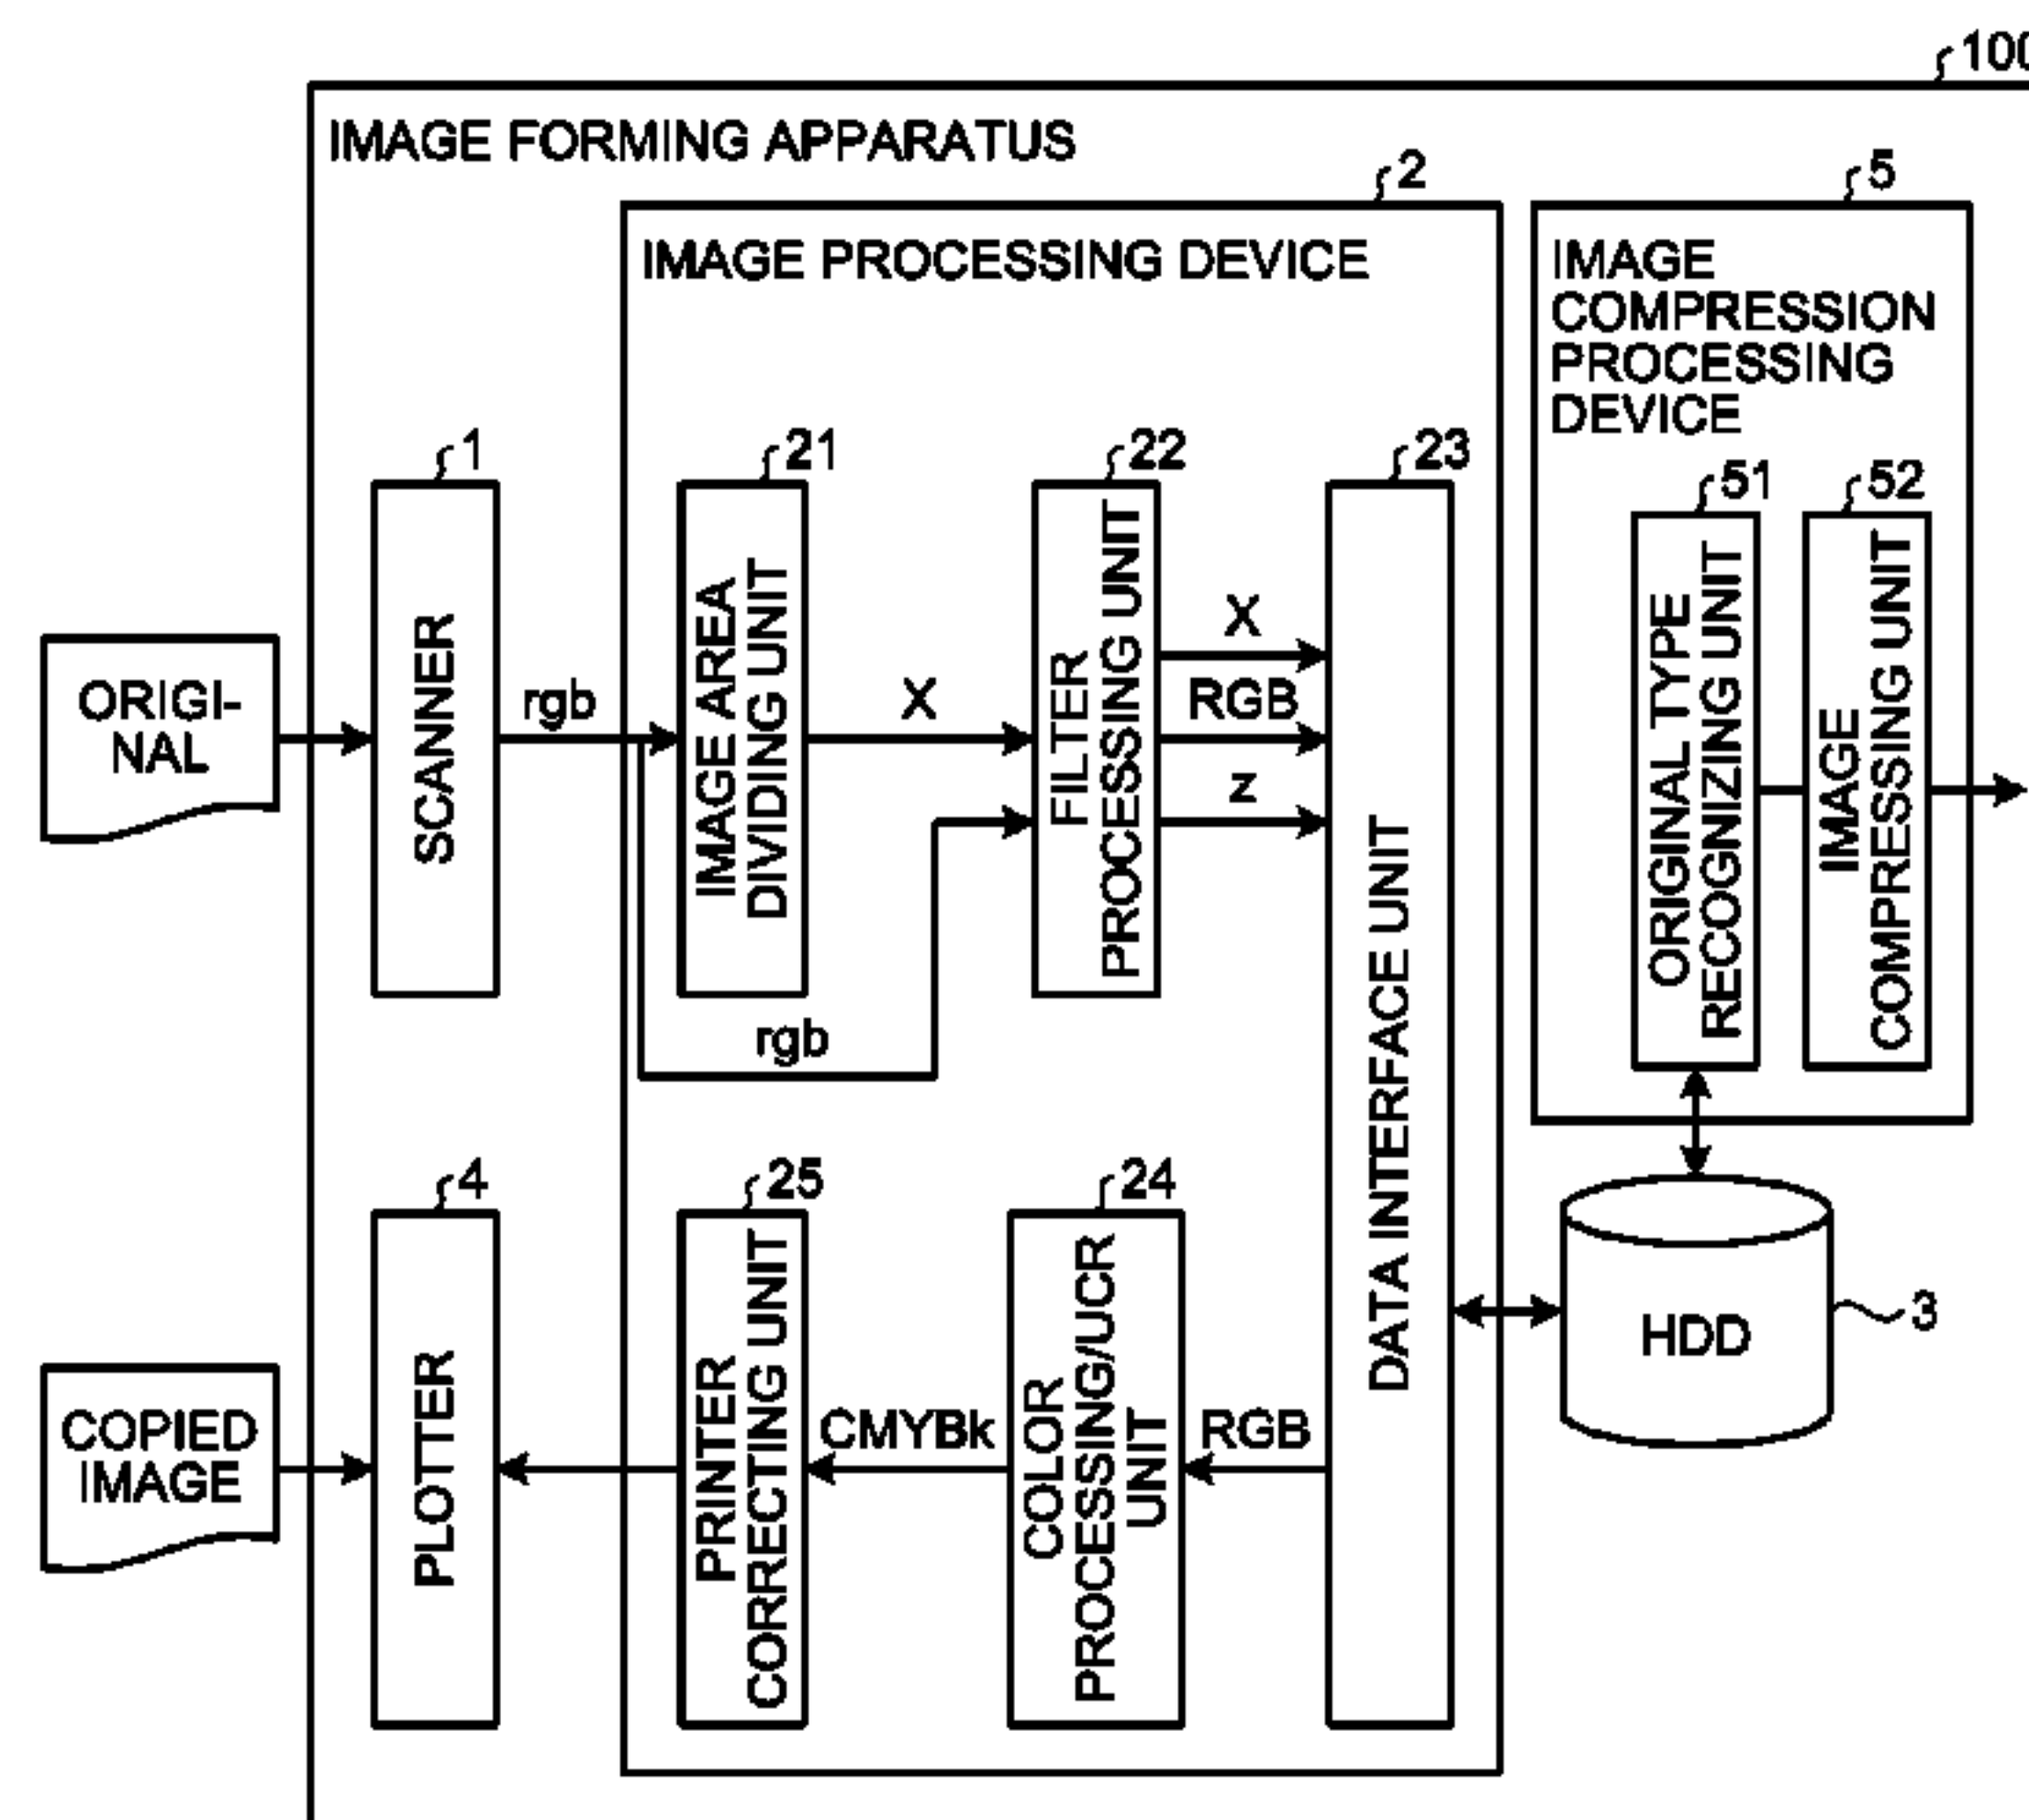 100
IMAGE FORMING APPARATUS
2
5
IMAGE PROCESSING DEVICE
IMAGE
COMPRESSION
PROCESSING
DEVICE
1
21
22
23
51
52
ORIGI-
NAL
SCANNER
rgb
IMAGE AREA
DIVIDING UNIT
X
rgb
FILTER
PROCESSING UNIT
X
RGB
z
DATA INTERFACE UNIT
ORIGINAL TYPE
RECOGNIZING UNIT
IMAGE
COMPRESSING UNIT
4
25
24
COPIED
IMAGE
PLOTTER
PRINTER
CORRECTING UNIT
CMYBk
COLOR
PROCESSING/UCR
UNIT
RGB
HDD
3